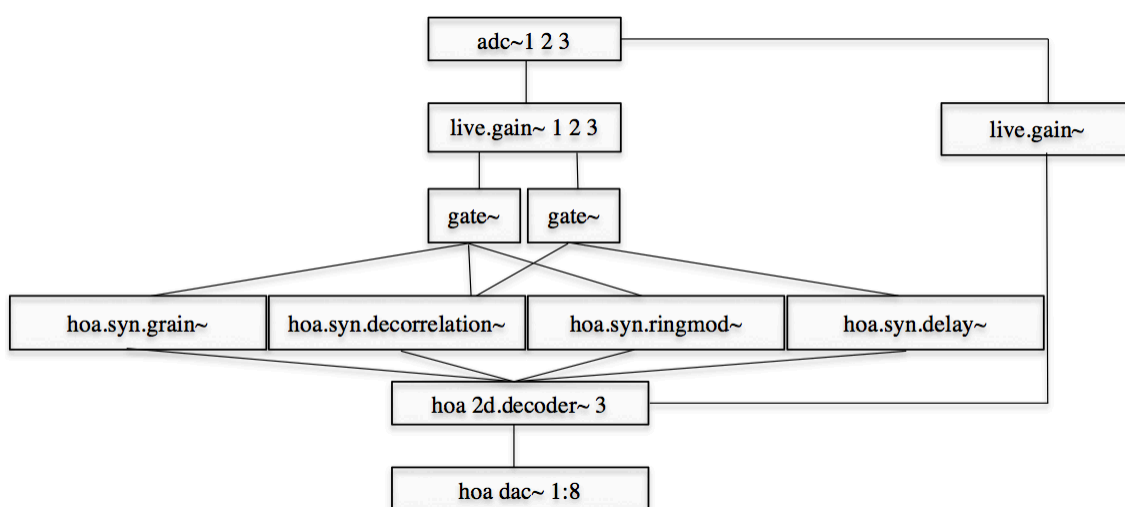 adc~1 2 3
live.gain~ 1 2 3
live.gain~
gate~
gate~
hoa.syn.grain~
hoa.syn.decorrelation~
hoa.syn.ringmod~
hoa.syn.delay~
hoa 2d.decoder~ 3
hoa dac~ 1:8